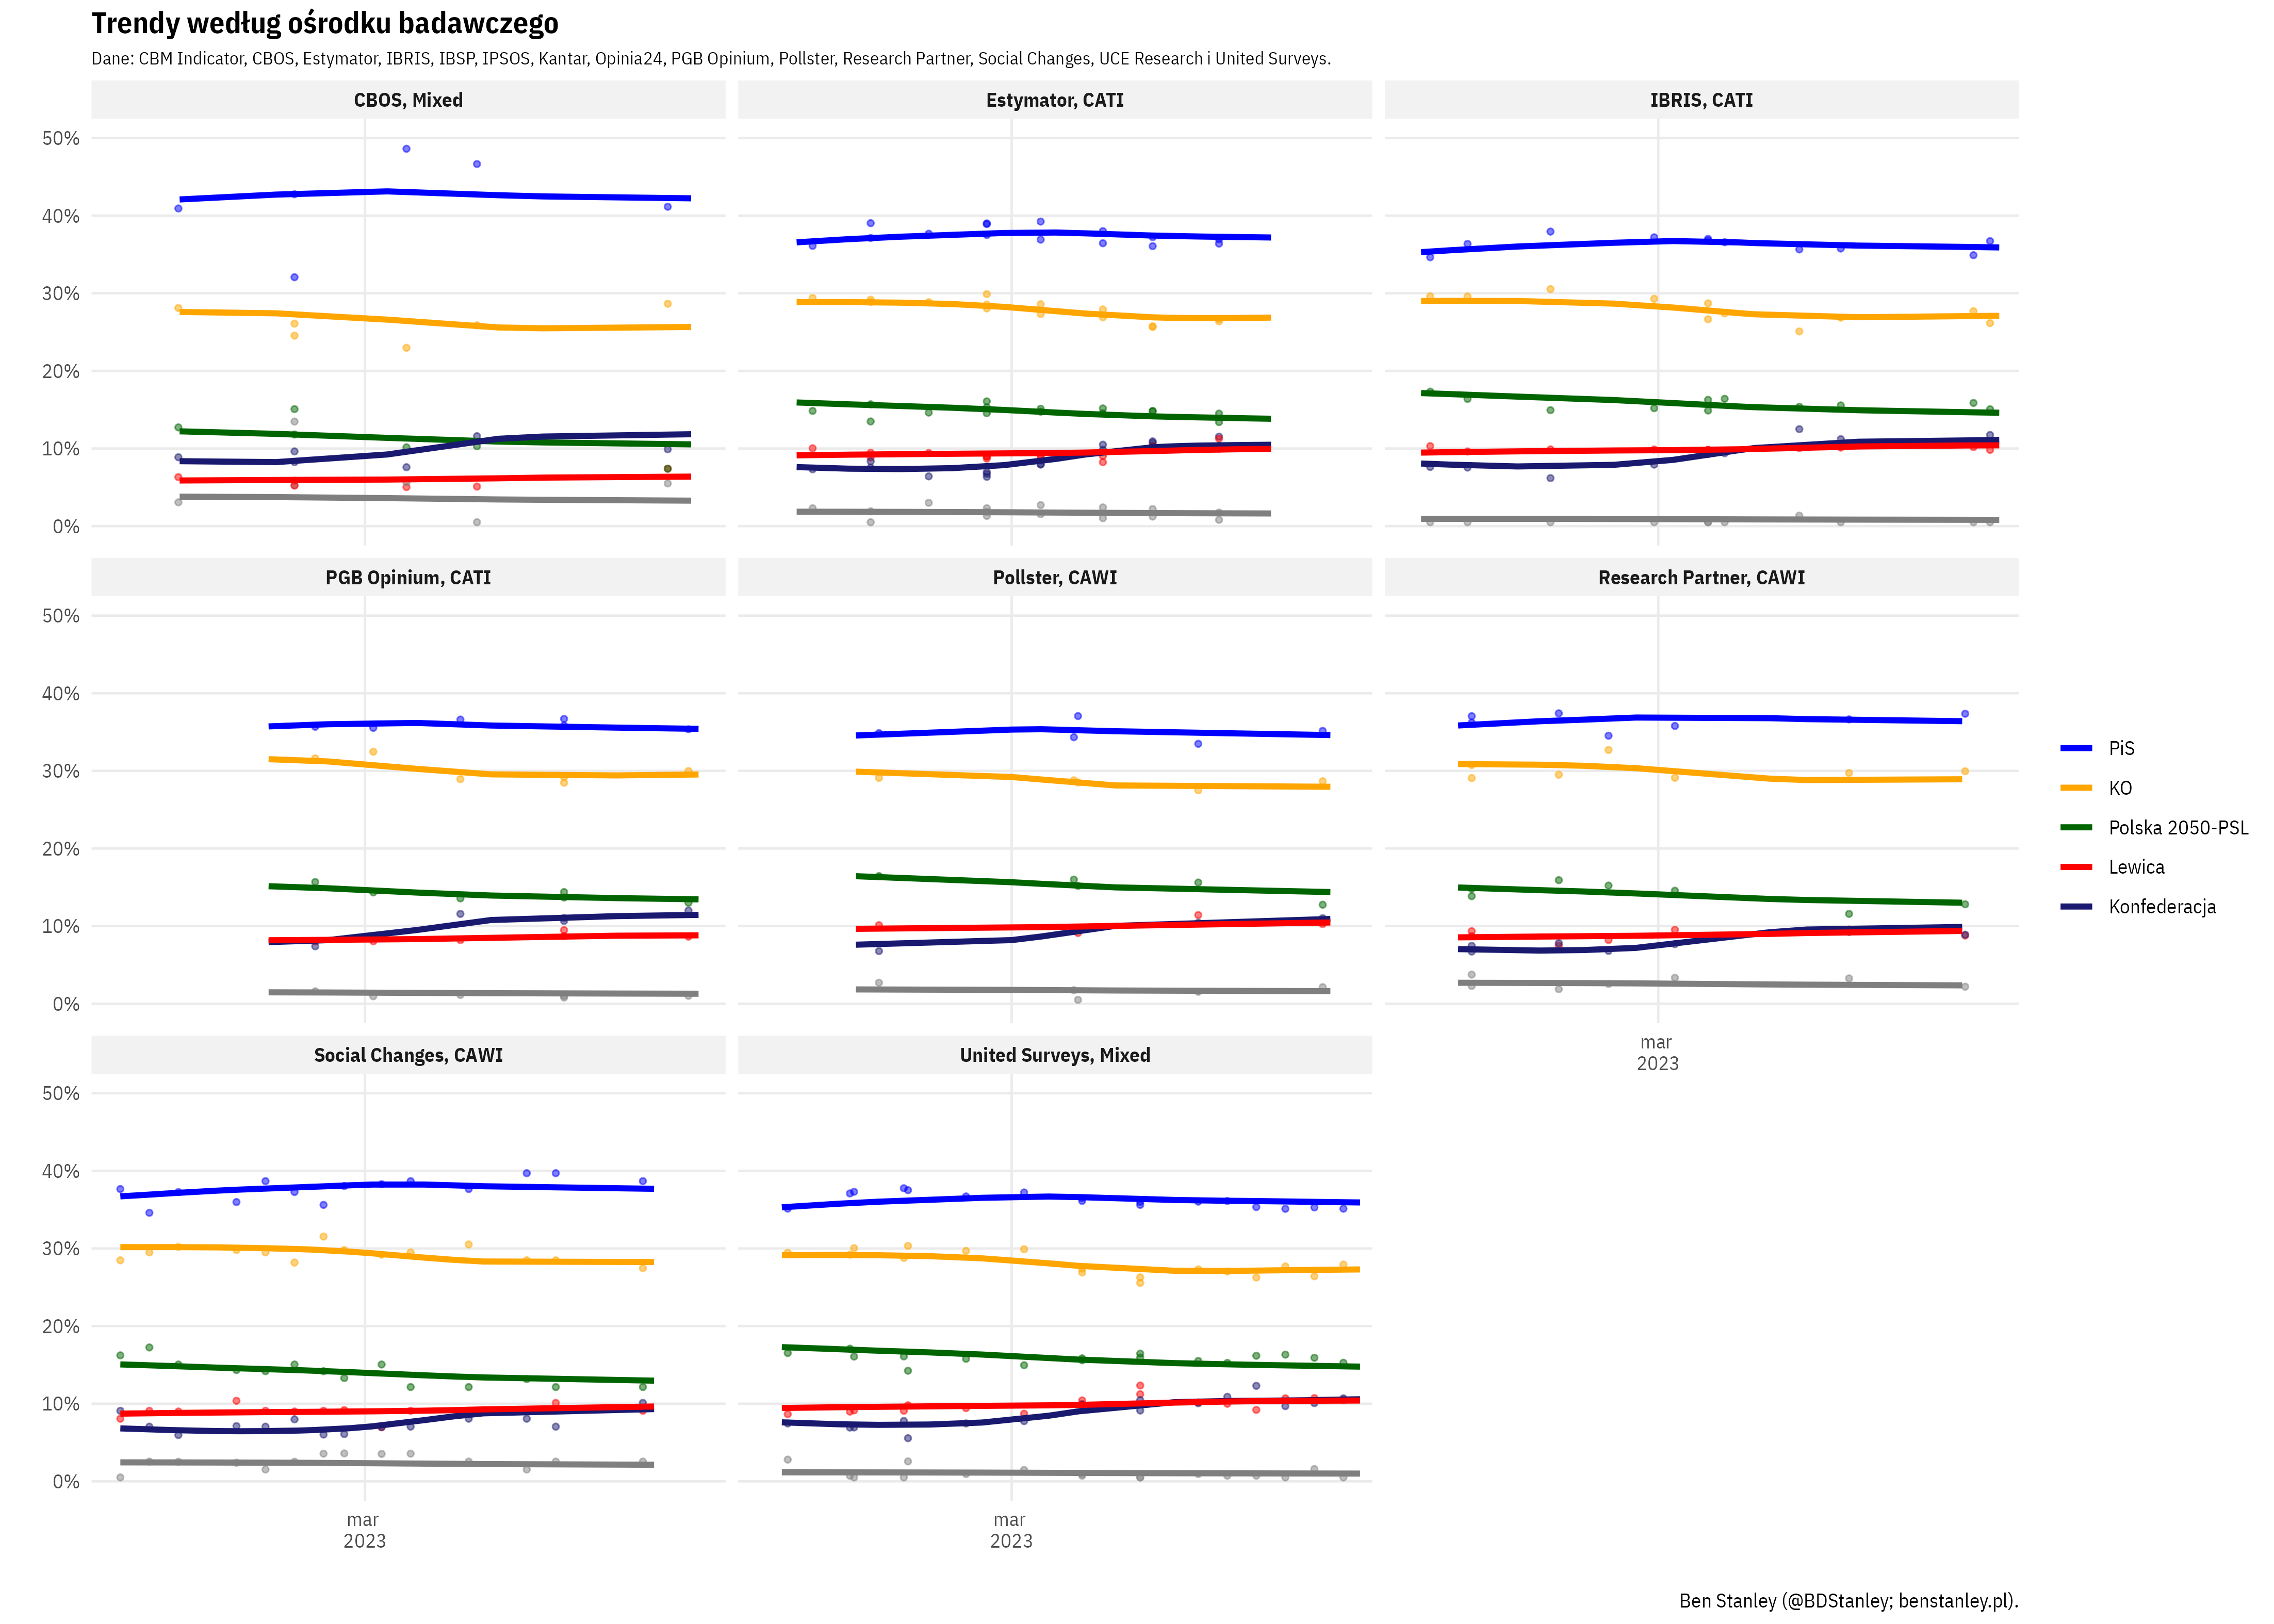 Trendy według ośrodku badawczego
Dane: CBM Indicator, CBOS, Estymator, IBRIS, IBSP, IPSOS, Kantar, Opinia24, PGB Opinium, Pollster, Research Partner, Social Changes, UCE Research i United Surveys.
CBOS, Mixed
Estymator, CATI
IBRIS, CATI
50%
40%
30%
20%
10%
0%
PGB Opinium, CATI
Pollster, CAWI
Research Partner, CAWI
50%
40%
30%
20%
10%
0%
mar
2023
PiS
KO
Polska 2050-PSL
Lewica
Konfederacja
Social Changes, CAWI
United Surveys, Mixed
50%
40%
30%
20%
10%
0%
mar
2023
mar
2023
Ben Stanley (@BDStanley; benstanley.pl).